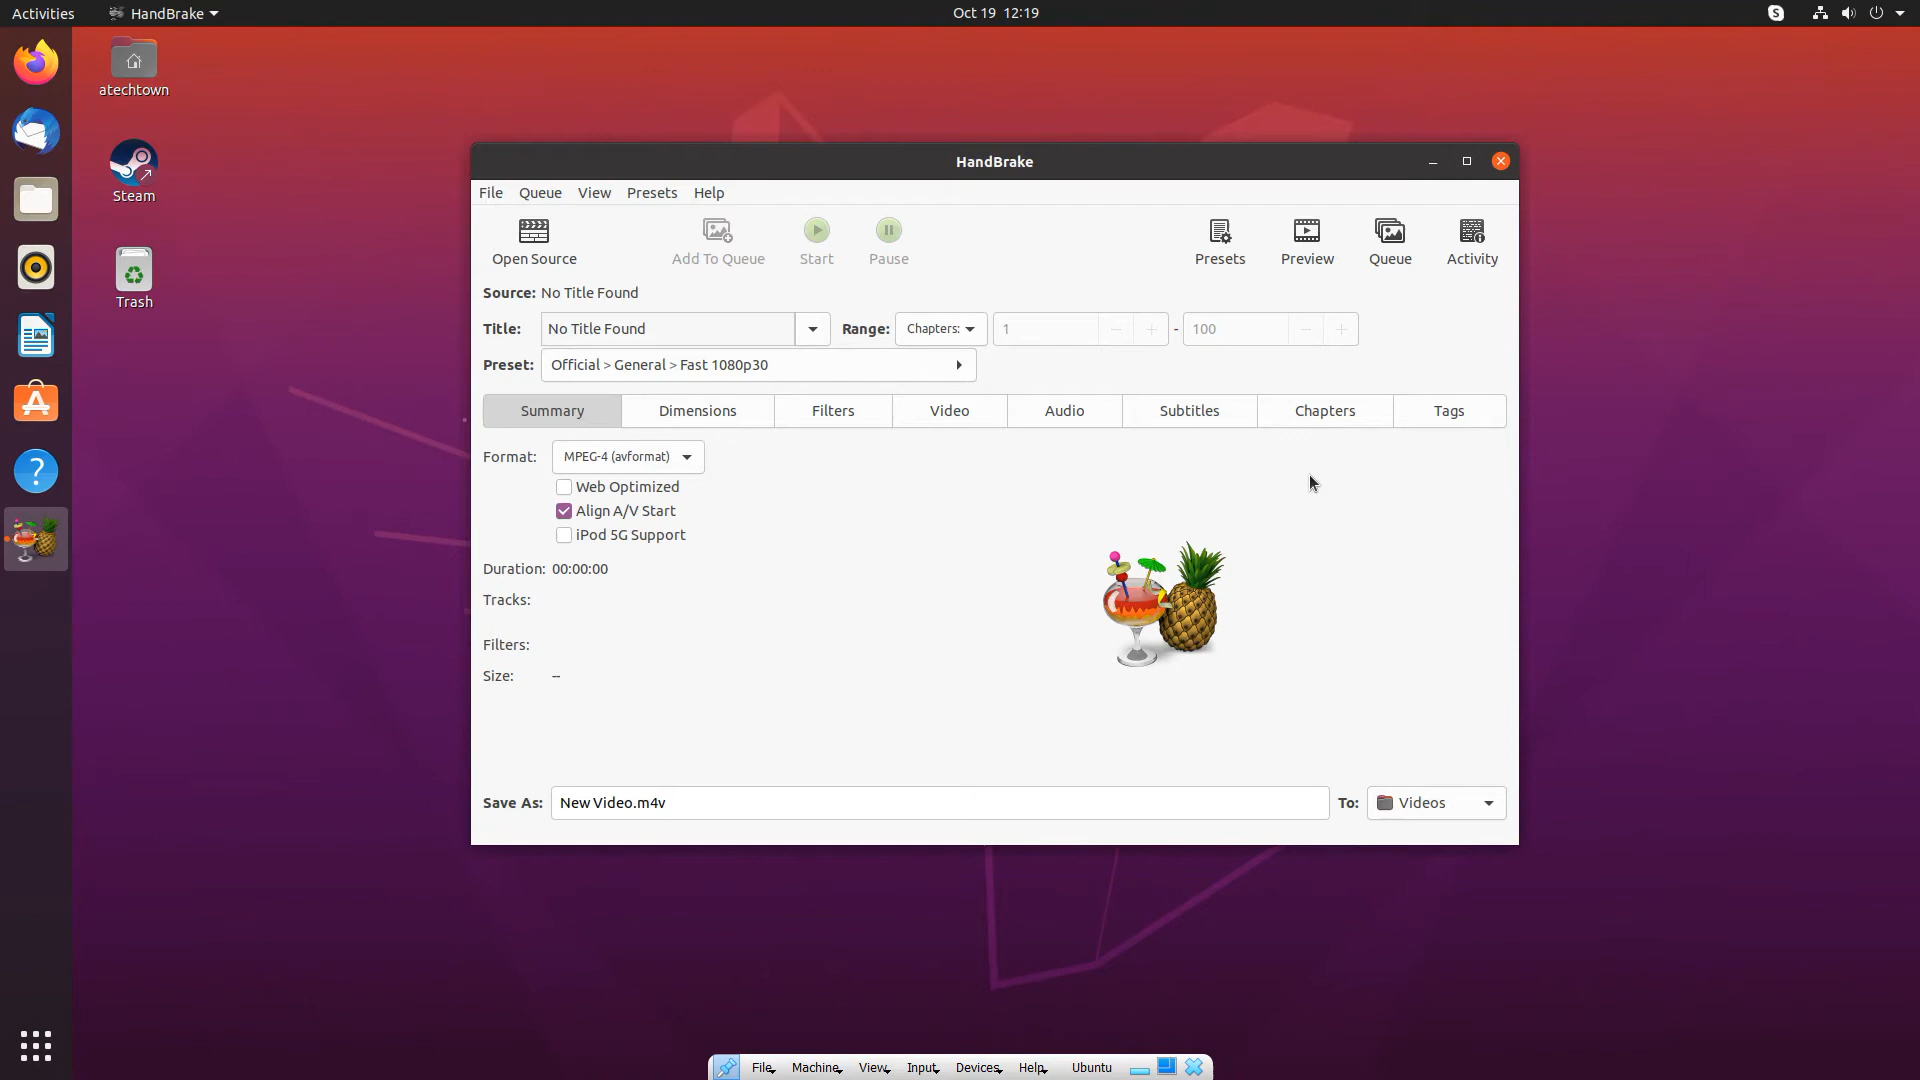 Activities HandBrake Oct 19 12:19
atechtown
Steam
Trash
HandBrake
File Queue View Presets Help
Open Source Add To Queue Start Pause Presets Preview Queue Activity
Source: No Title Found
Title: No Title Found Range: Chapters: 1 - 100
Preset: Official > General > Fast 1080p30
Summary Dimensions Filters Video Audio Subtitles Chapters Tags
Format: MPEG-4 (avformat)
Web Optimized
Align A/V Start
iPod 5G Support
Duration: 00:00:00
Tracks:
Filters:
Size: --
Save As: New Video.m4v To: Videos
File Machine View Input Devices Help Ubuntu